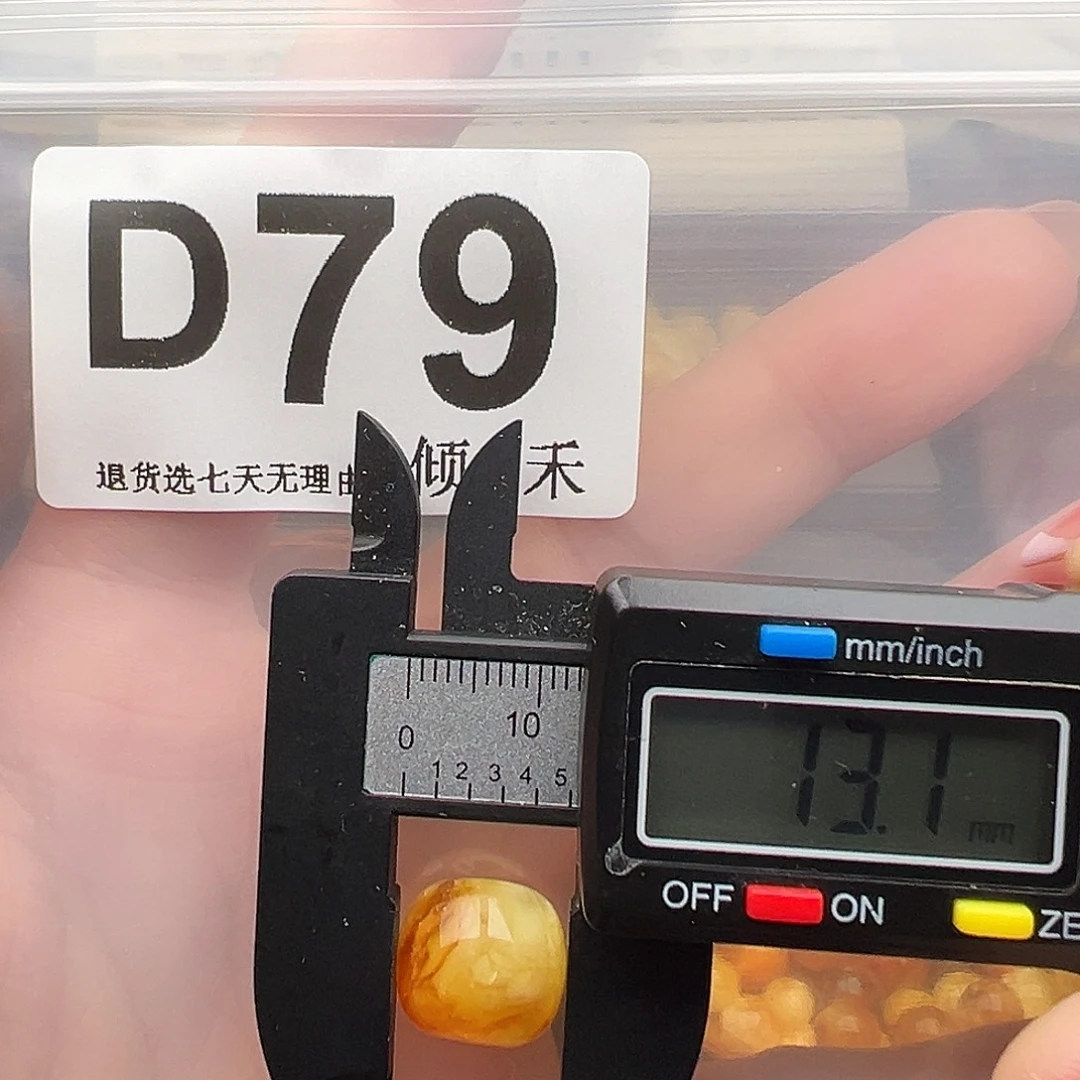 D79
退货选七天无理由 倾 禾
mm/inch
0 10
1 2 3 4 5
13.1 mm
OFF ON ZE